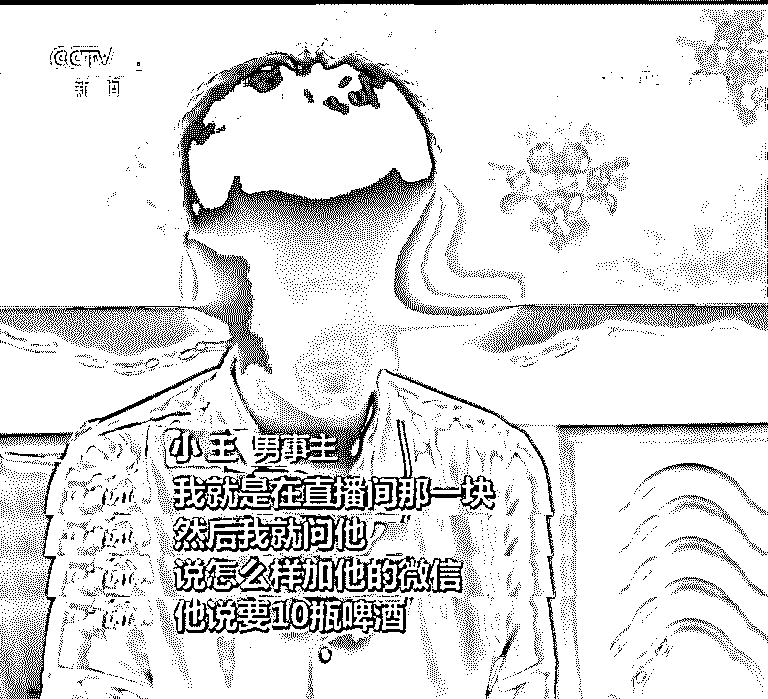 CCTV
新闻
小王 男事主
我就是在直播间那一块
然后我就问他
说怎么样加他的微信
他说要10瓶啤酒